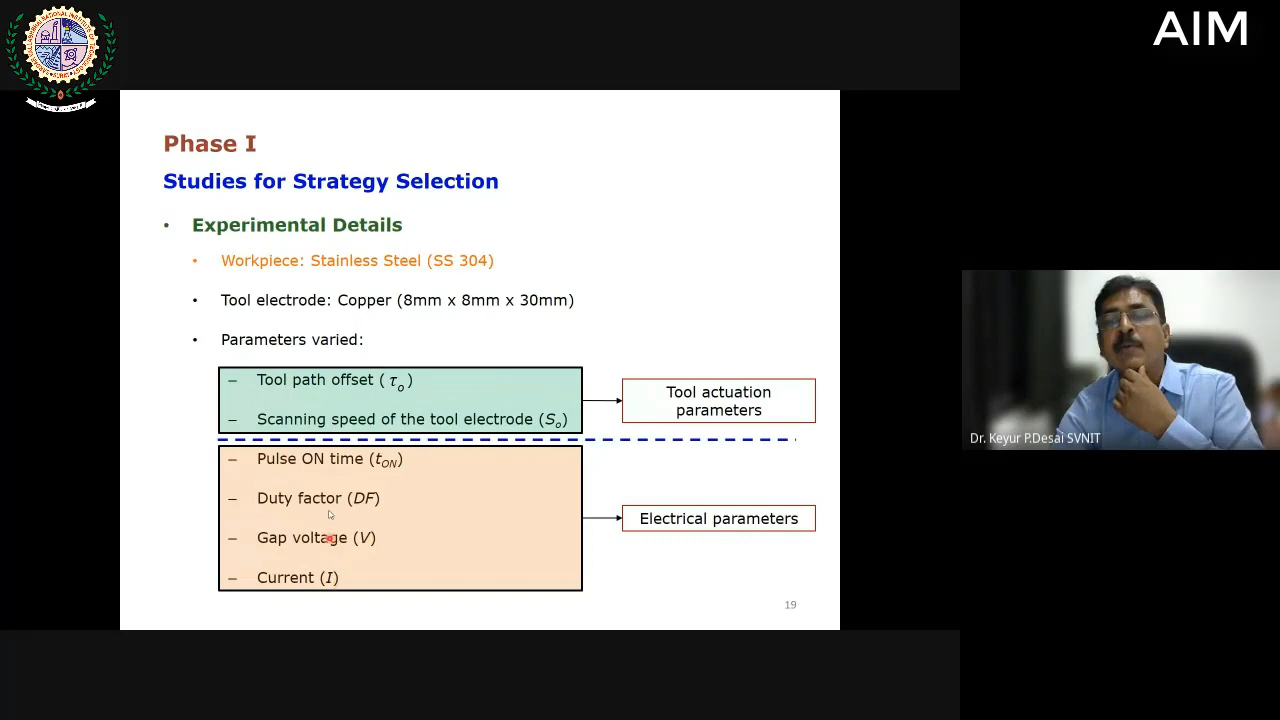 AIM
Phase I
Studies for Strategy Selection
• Experimental Details
• Workpiece: Stainless Steel (SS 304)
• Tool electrode: Copper (8mm x 8mm x 30mm)
• Parameters varied:
– Tool path offset ( τo )
– Scanning speed of the tool electrode (So)
Tool actuation
parameters
– Pulse ON time (tON)
– Duty factor (DF)
– Gap voltage (V)
– Current (I)
Electrical parameters
19
Dr. Keyur P.Desai SVNIT